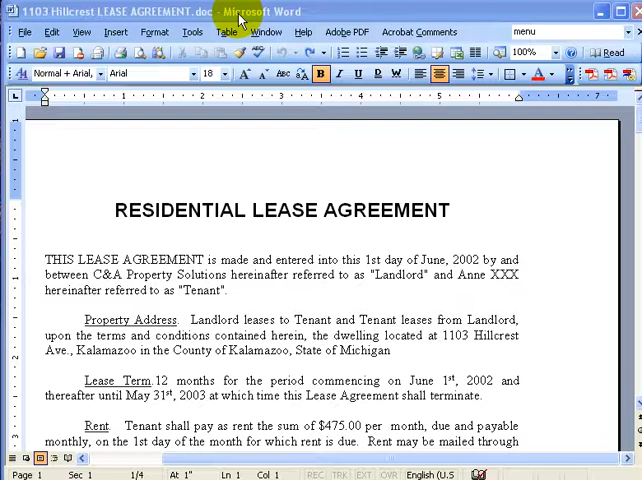 1103 Hillcrest LEASE AGREEMENT.doc - Microsoft Word
File Edit View Insert Format Tools Table Window Help Adobe PDF Acrobat Comments menu
100% Read
Normal + Arial, Arial 18 B I U
1 2 3 4 5 6 7
RESIDENTIAL LEASE AGREEMENT
THIS LEASE AGREEMENT is made and entered into this 1st day of June, 2002 by and
between C&A Property Solutions hereinafter referred to as "Landlord" and Anne XXX
hereinafter referred to as "Tenant".
Property Address. Landlord leases to Tenant and Tenant leases from Landlord,
upon the terms and conditions contained herein, the dwelling located at 1103 Hillcrest
Ave., Kalamazoo in the County of Kalamazoo, State of Michigan
Lease Term. 12 months for the period commencing on June 1st, 2002 and
thereafter until May 31st, 2003 at which time this Lease Agreement shall terminate.
Rent. Tenant shall pay as rent the sum of $475.00 per month, due and payable
monthly, on the 1st day of the month for which rent is due. Rent may be mailed through
Page 1 Sec 1 1/4 At 1" Ln 1 Col 1 REC TRK EXT OVR English (U.S